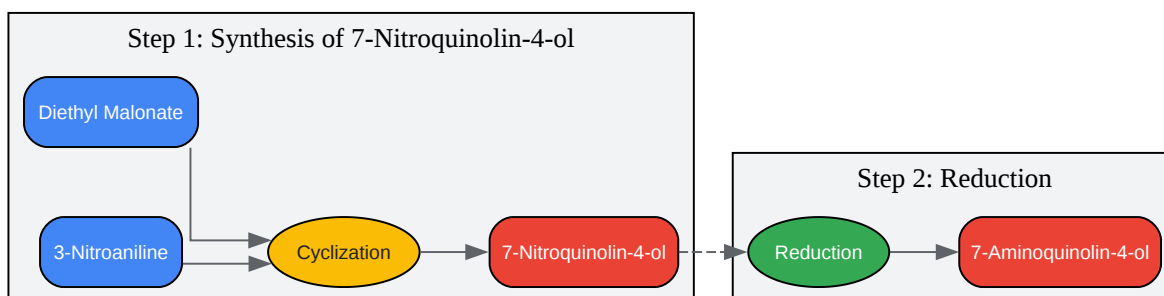 Step 1: Synthesis of 7-Nitroquinolin-4-ol
Diethyl Malonate
3-Nitroaniline
Cyclization
7-Nitroquinolin-4-ol
Step 2: Reduction
Reduction
7-Aminoquinolin-4-ol